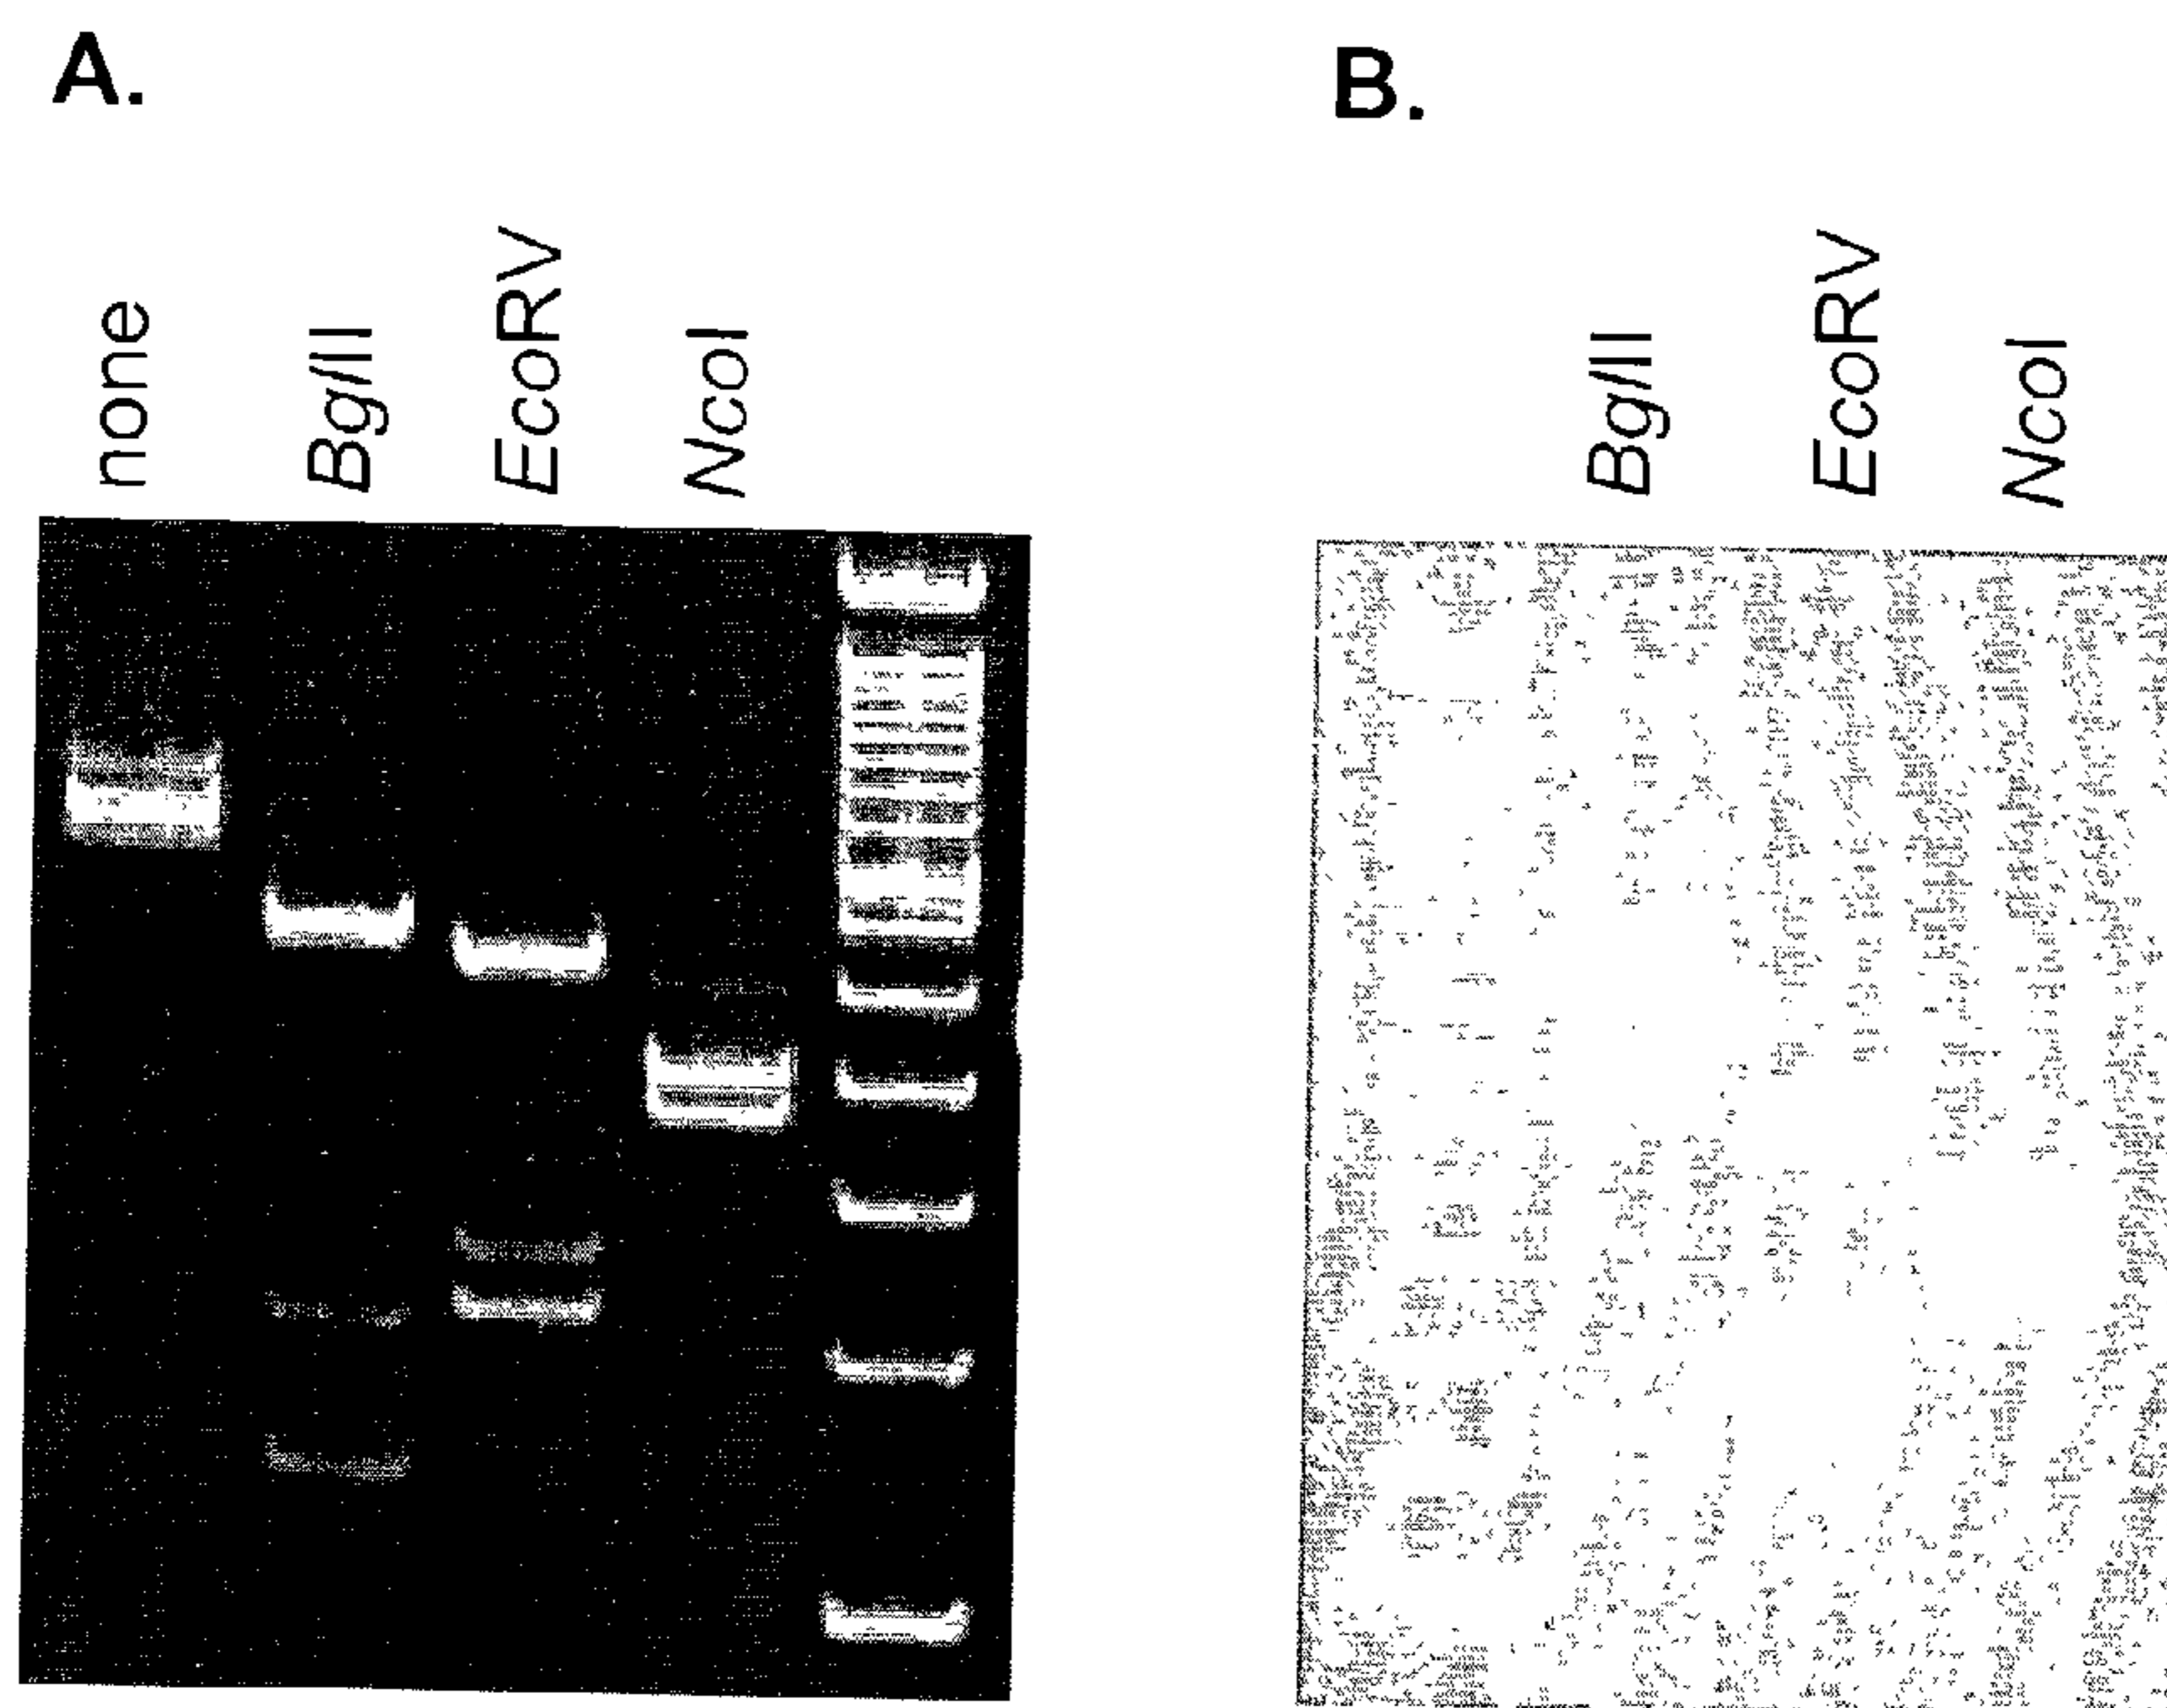 A.
B.
none
BglII
EcoRV
NcoI
BglII
EcoRV
NcoI